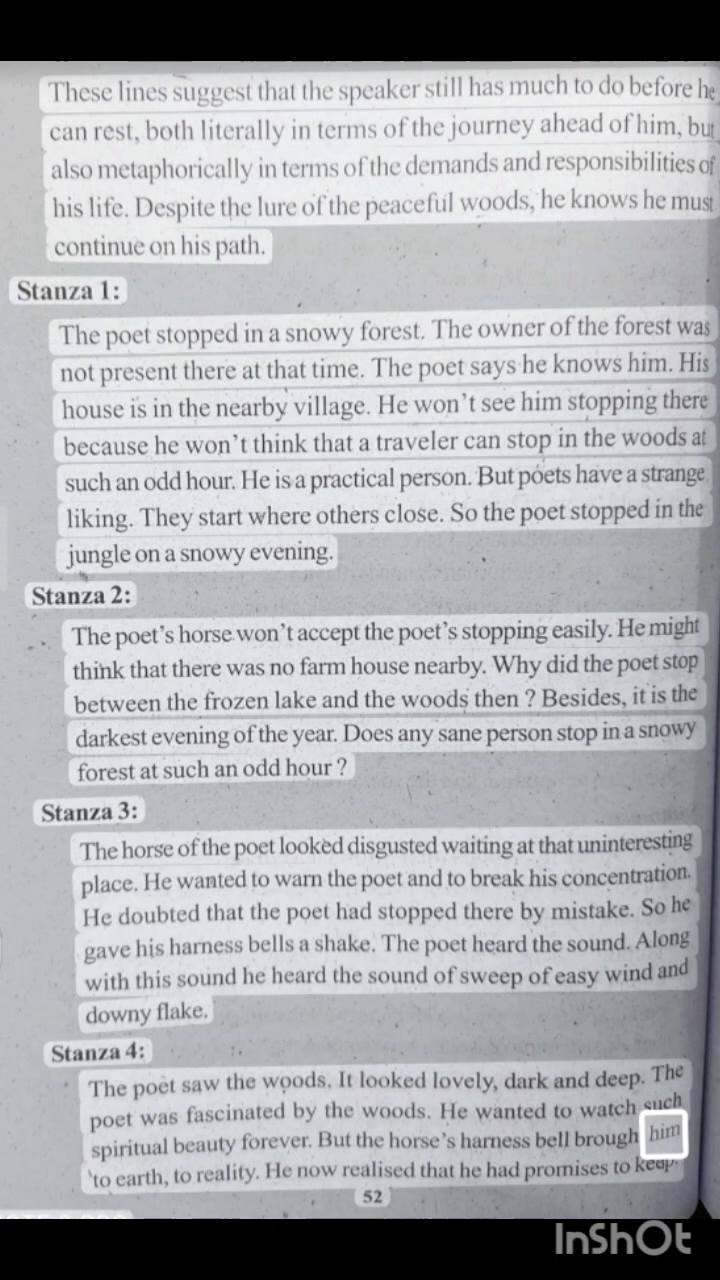 These lines suggest that the speaker still has much to do before he
can rest, both literally in terms of the journey ahead of him, but
also metaphorically in terms of the demands and responsibilities of
his life. Despite the lure of the peaceful woods, he knows he must
continue on his path.
Stanza 1:
The poet stopped in a snowy forest. The owner of the forest was
not present there at that time. The poet says he knows him. His
house is in the nearby village. He won't see him stopping there
because he won't think that a traveler can stop in the woods at
such an odd hour. He is a practical person. But poets have a strange
liking. They start where others close. So the poet stopped in the
jungle on a snowy evening.
Stanza 2:
The poet's horse won't accept the poet's stopping easily. He might
think that there was no farm house nearby. Why did the poet stop
between the frozen lake and the woods then ? Besides, it is the
darkest evening of the year. Does any sane person stop in a snowy
forest at such an odd hour ?
Stanza 3:
The horse of the poet looked disgusted waiting at that uninteresting
place. He wanted to warn the poet and to break his concentration.
He doubted that the poet had stopped there by mistake. So he
gave his harness bells a shake. The poet heard the sound. Along
with this sound he heard the sound of sweep of easy wind and
downy flake.
Stanza 4:
The poet saw the woods. It looked lovely, dark and deep. The
poet was fascinated by the woods. He wanted to watch such
spiritual beauty forever. But the horse's harness bell brough him
to earth, to reality. He now realised that he had promises to keep.
52
InShOt